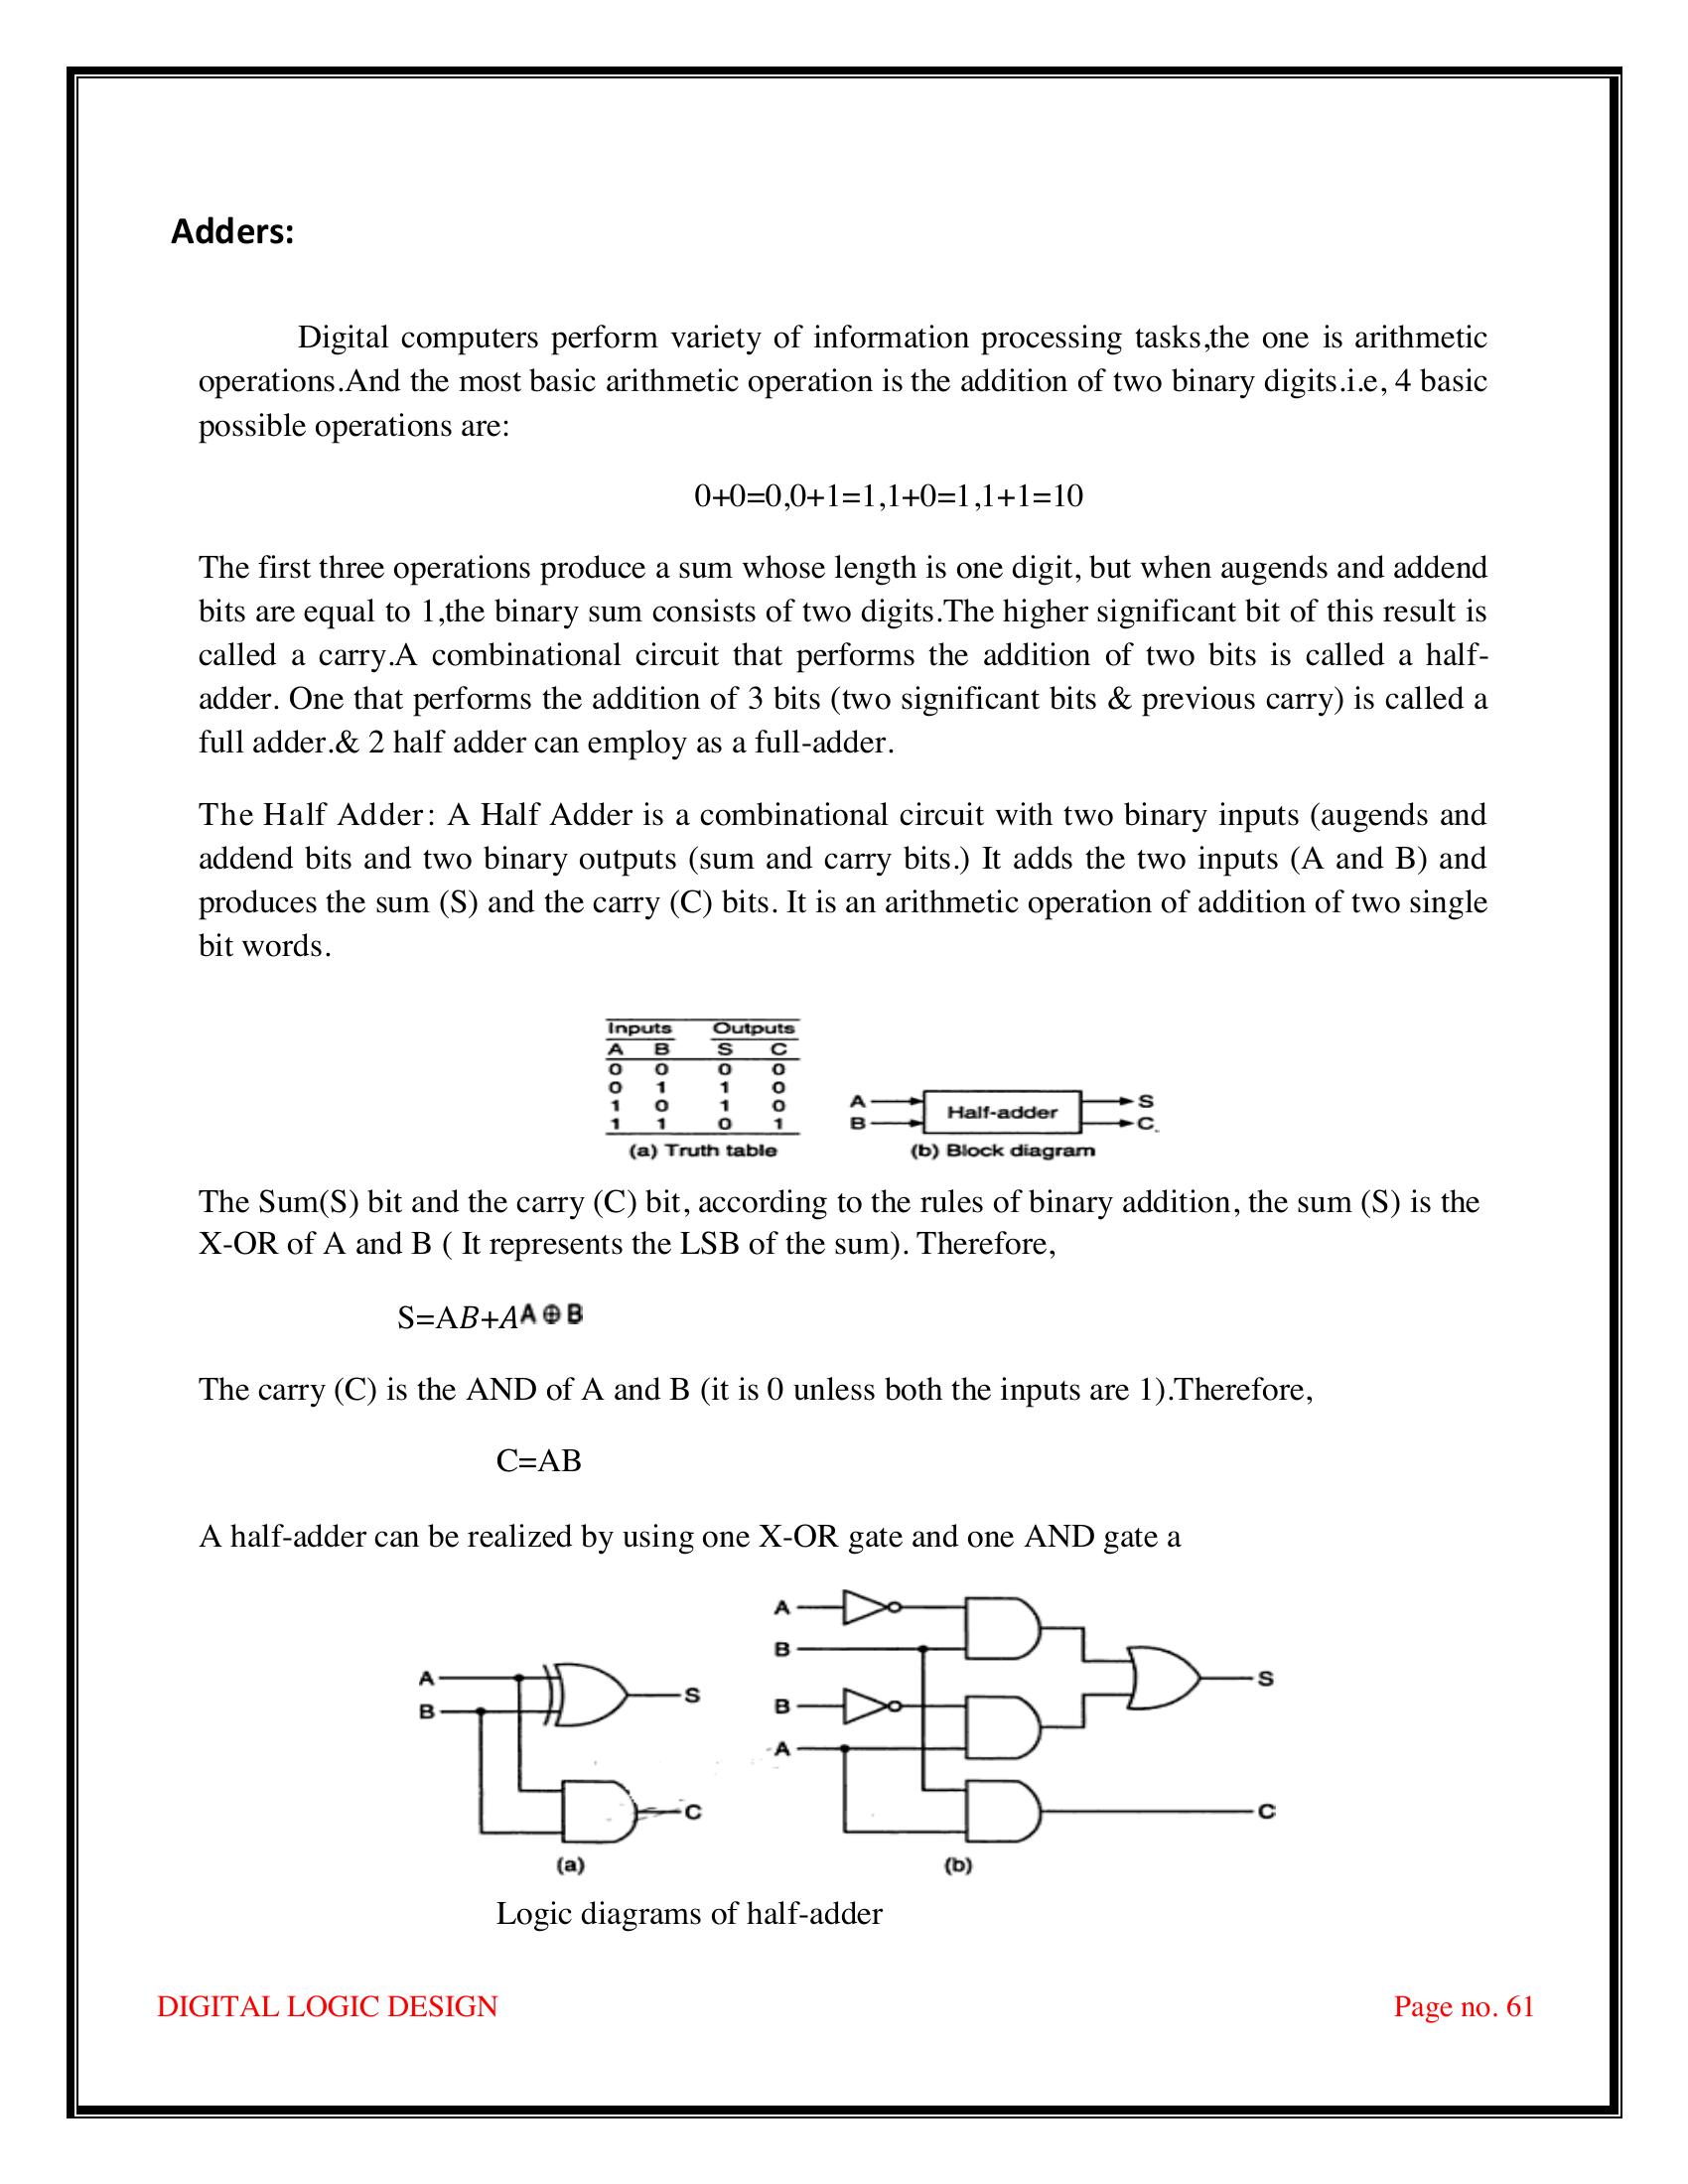 Adders:
Digital computers perform variety of information processing tasks,the one is arithmetic
operations.And the most basic arithmetic operation is the addition of two binary digits.i.e, 4 basic
possible operations are:
0+0=0,0+1=1,1+0=1,1+1=10
The first three operations produce a sum whose length is one digit, but when augends and addend
bits are equal to 1,the binary sum consists of two digits.The higher significant bit of this result is
called a carry.A combinational circuit that performs the addition of two bits is called a half-
adder. One that performs the addition of 3 bits (two significant bits & previous carry) is called a
full adder.& 2 half adder can employ as a full-adder.
The Half Adder: A Half Adder is a combinational circuit with two binary inputs (augends and
addend bits and two binary outputs (sum and carry bits.) It adds the two inputs (A and B) and
produces the sum (S) and the carry (C) bits. It is an arithmetic operation of addition of two single
bit words.
Inputs Outputs
A B S C
0 0 0 0
0 1 1 0
1 0 1 0
1 1 0 1
(a) Truth table
A Half-adder S
B C
(b) Block diagram
The Sum(S) bit and the carry (C) bit, according to the rules of binary addition, the sum (S) is the
X-OR of A and B ( It represents the LSB of the sum). Therefore,
S=AB+AA⊕B
The carry (C) is the AND of A and B (it is 0 unless both the inputs are 1).Therefore,
C=AB
A half-adder can be realized by using one X-OR gate and one AND gate a
A
B
S
C
(a)
A
B
B
A
S
C
(b)
Logic diagrams of half-adder
DIGITAL LOGIC DESIGN Page no. 61